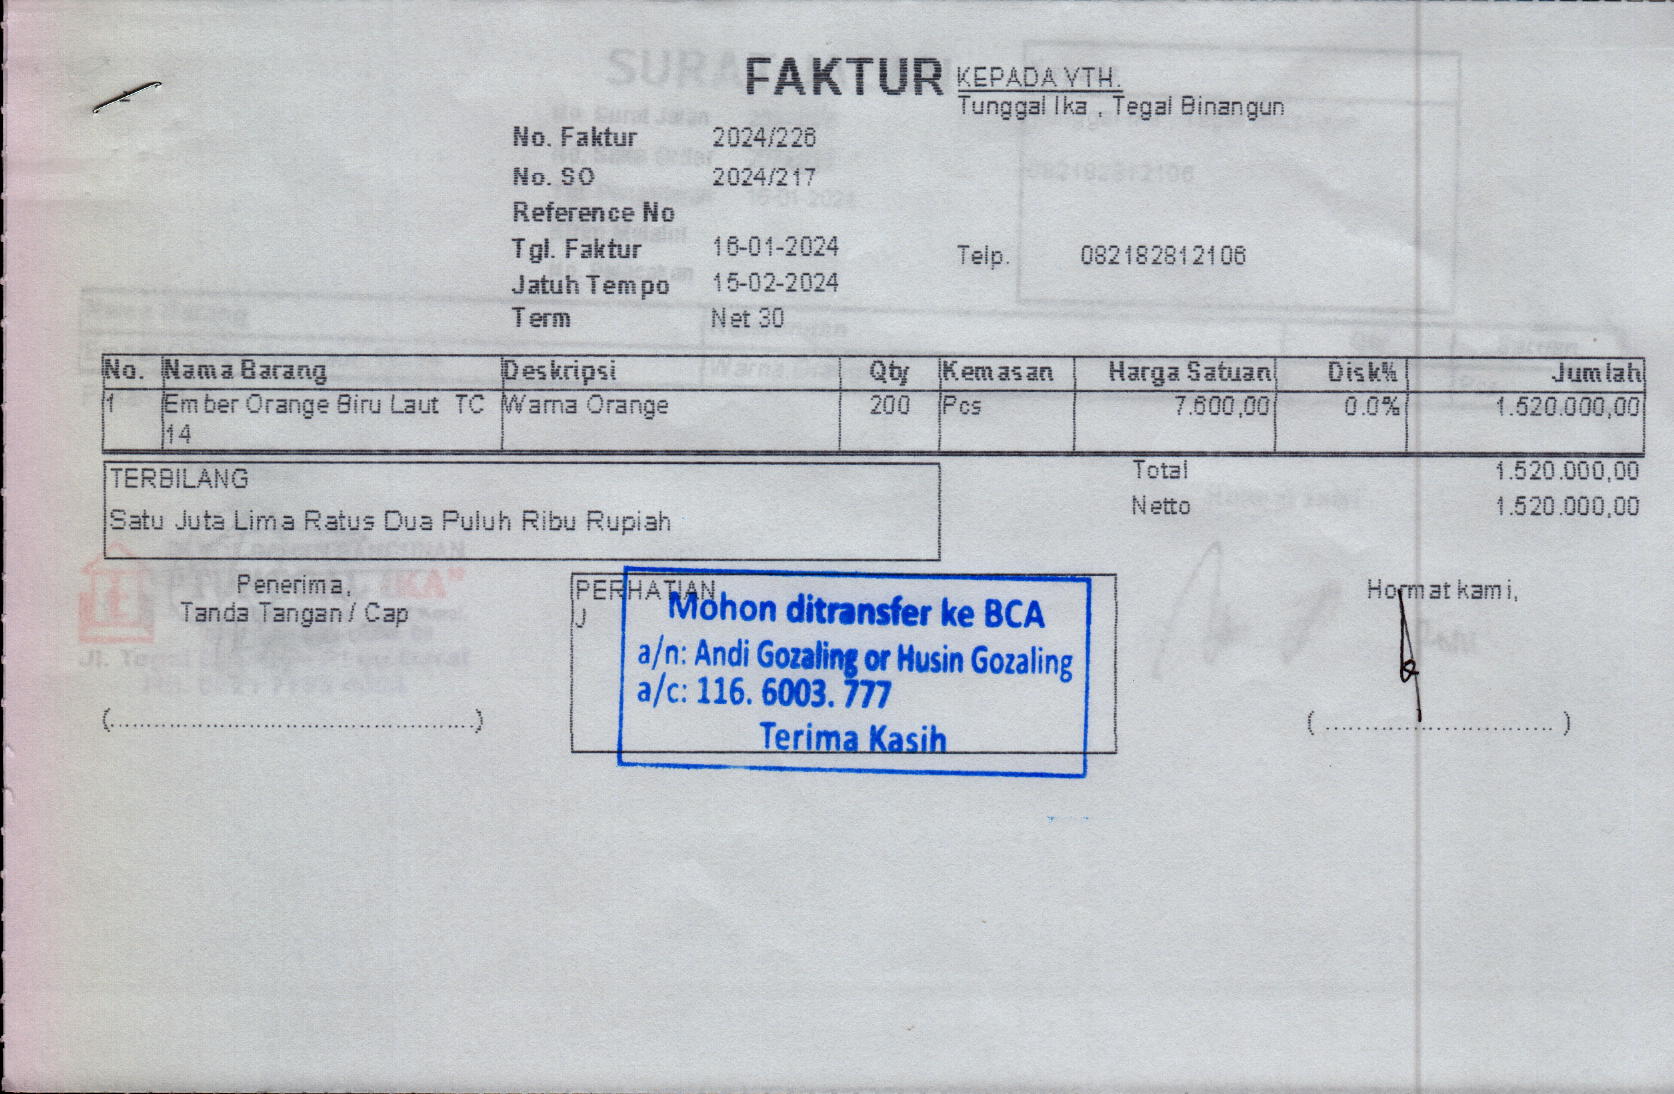 FAKTUR
KEPADA YTH.
Tunggal Ika , Tegal Binangun
No. Faktur 2024/226
No. SO 2024/217
Reference No
Tgl. Faktur 16-01-2024
Telp. 082182812106
Jatuh Tempo 15-02-2024
Term Net 30
No. Nama Barang Deskripsi Qty Kemasan Harga Satuan Disk% Jumlah
1 Ember Orange Biru Laut TC Warna Orange 200 Pcs 7.600,00 0.0% 1.520.000,00
14
TERBILANG
Satu Juta Lima Ratus Dua Puluh Ribu Rupiah
Total 1.520.000,00
Netto 1.520.000,00
Penerima,
Tanda Tangan / Cap
(................................................)
PERHATIAN
J
Mohon ditransfer ke BCA
a/n: Andi Gozaling or Husin Gozaling
a/c: 116. 6003. 777
Terima Kasih
Hormat kami,
( ............................. )